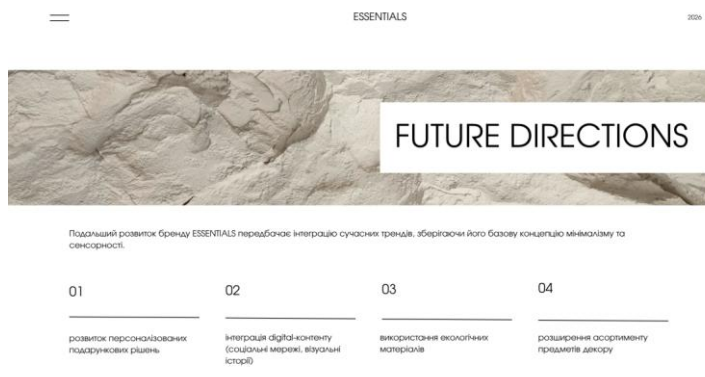 ESSENTIALS
2026
FUTURE DIRECTIONS
Подальший розвиток бренду ESSENTIALS передбачає інтеграцію сучасних трендів, зберігаючи його базову концепцію мінімалізму та
сенсорності.
01
розвиток персоналізованих
подарункових рішень
02
інтеграція digital-контенту
(соціальні мережі, візуальні
історії)
03
використання екологічних
матеріалів
04
розширення асортименту
предметів декору